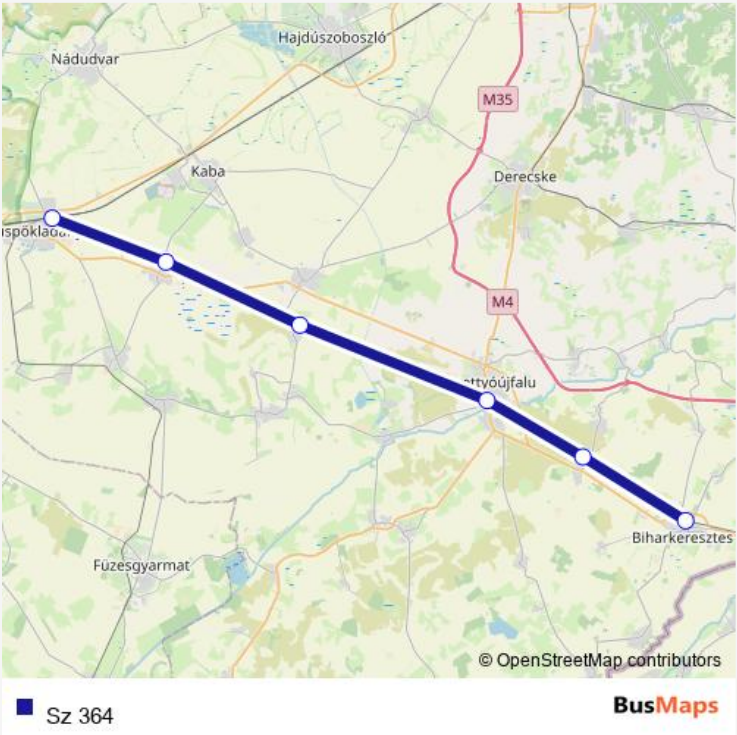 Hajdúszoboszló
Nádudvar
M35
Kaba
Derecske
M4
Biharkeresztes
Füzesgyarmat
© OpenStreetMap contributors
Sz 364
BusMaps